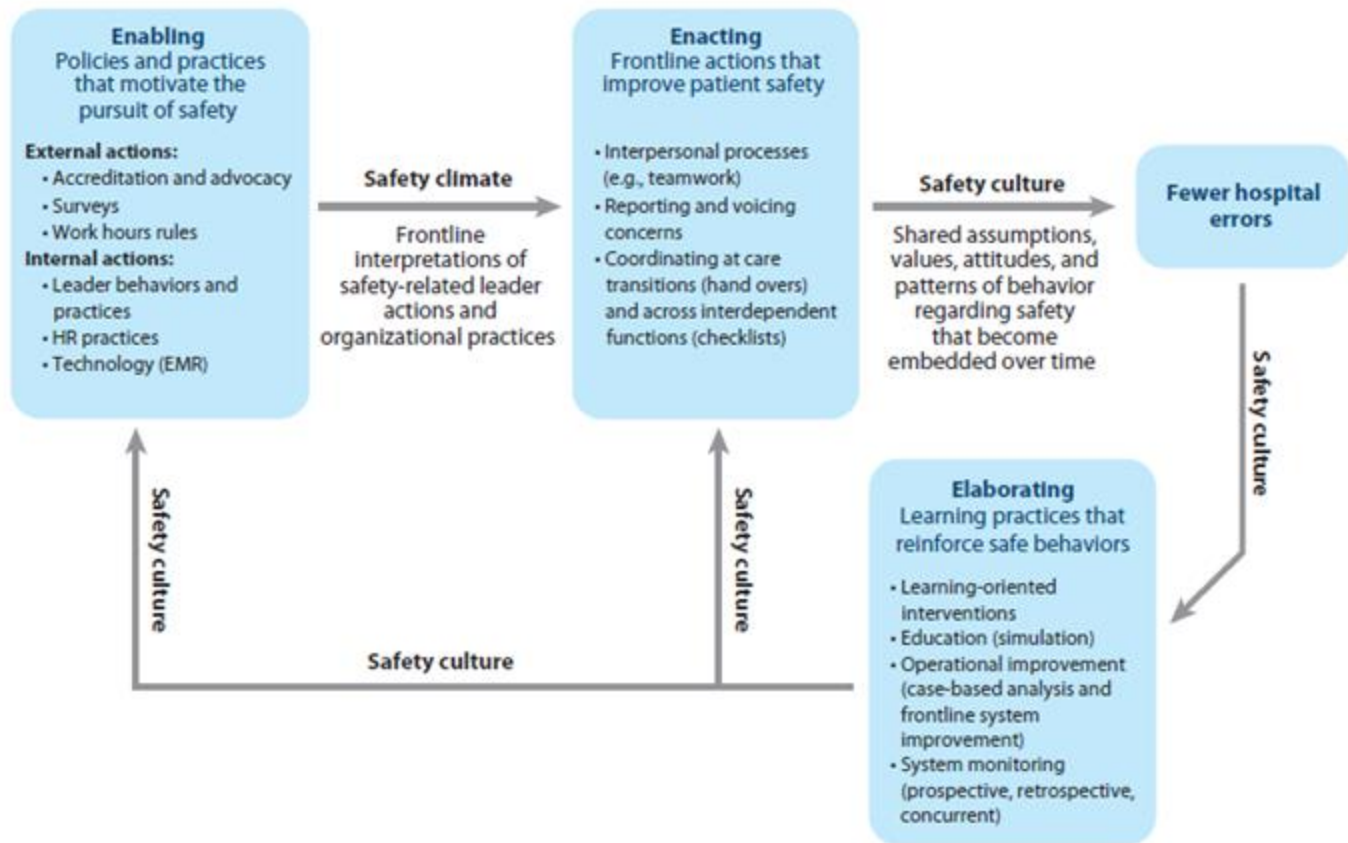 Enabling
Policies and practices
that motivate the
pursuit of safety
External actions:
• Accreditation and advocacy
• Surveys
• Work hours rules
Internal actions:
• Leader behaviors and
practices
• HR practices
• Technology (EMR)
Safety climate
Frontline
interpretations of
safety-related leader
actions and
organizational practices
Enacting
Frontline actions that
improve patient safety
• Interpersonal processes
(e.g., teamwork)
• Reporting and voicing
concerns
• Coordinating at care
transitions (hand overs)
and across interdependent
functions (checklists)
Safety culture
Shared assumptions,
values, attitudes, and
patterns of behavior
regarding safety
that become
embedded over time
Fewer hospital
errors
Safety culture
Elaborating
Learning practices that
reinforce safe behaviors
• Learning-oriented
interventions
• Education (simulation)
• Operational improvement
(case-based analysis and
frontline system
improvement)
• System monitoring
(prospective, retrospective,
concurrent)
Safety culture
Safety culture
Safety culture